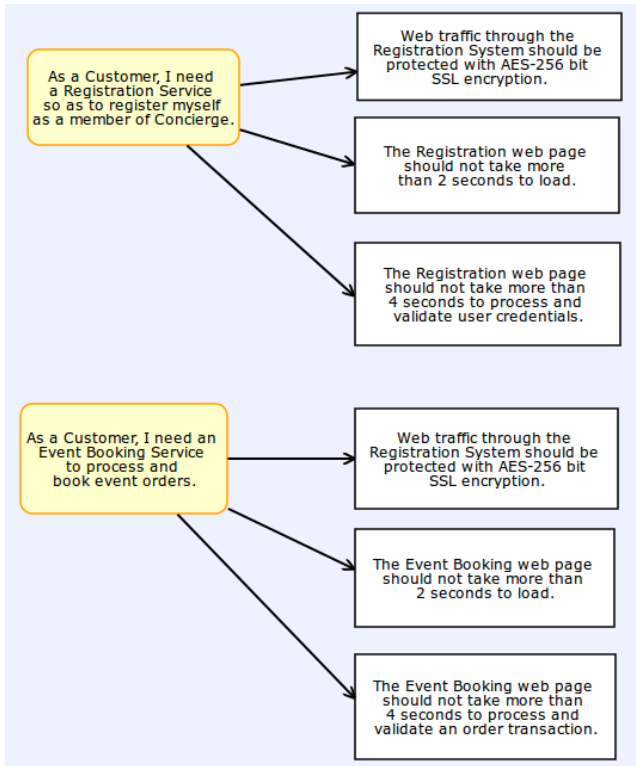 As a Customer, I need
a Registration Service
so as to register myself
as a member of Concierge.
Web traffic through the
Registration System should be
protected with AES-256 bit
SSL encryption.
The Registration web page
should not take more
than 2 seconds to load.
The Registration web page
should not take more than
4 seconds to process and
validate user credentials.
As a Customer, I need an
Event Booking Service
to process and
book event orders.
Web traffic through the
Registration System should be
protected with AES-256 bit
SSL encryption.
The Event Booking web page
should not take more than
2 seconds to load.
The Event Booking web page
should not take more than
4 seconds to process and
validate an order transaction.